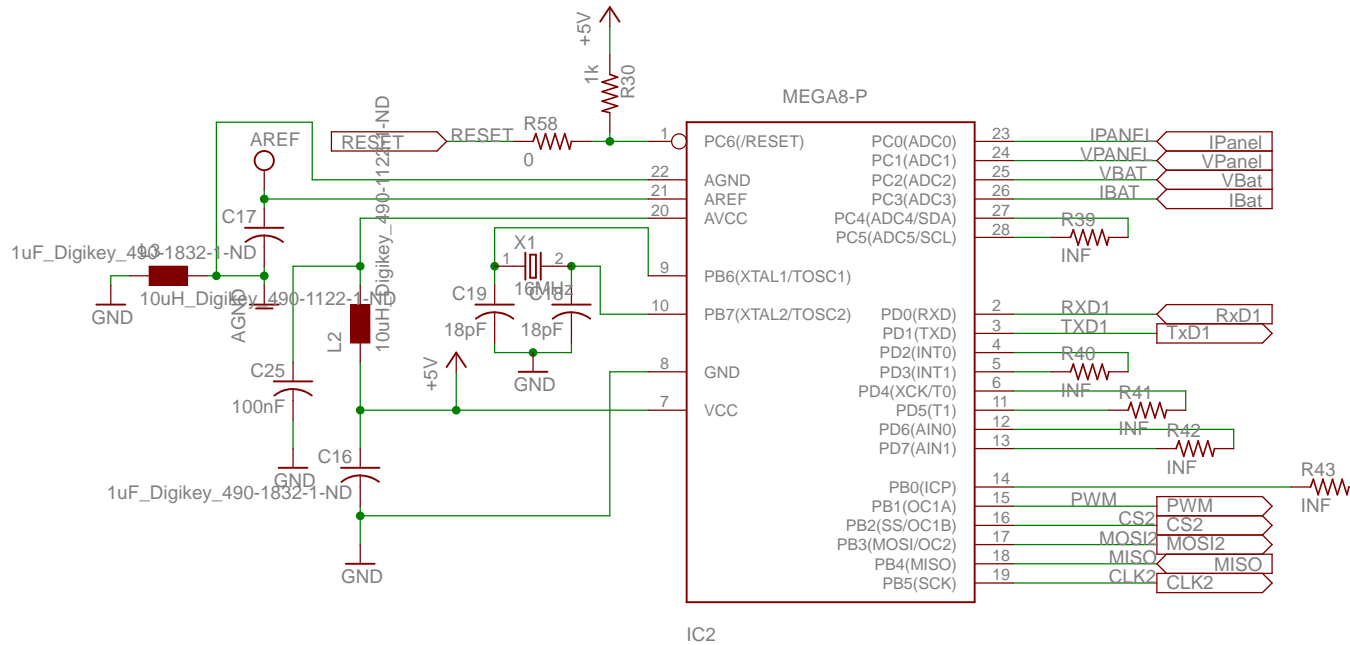 +5V
1k
R30
MEGA8-P
AREF
RESET
RESET
R58
0
1
PC6(/RESET)
PC0(ADC0)
23
IPANEL
IPanel
PC1(ADC1)
24
VPANEL
VPanel
22
AGND
PC2(ADC2)
25
VBAT
VBat
21
AREF
PC3(ADC3)
26
IBAT
IBat
20
AVCC
PC4(ADC4/SDA)
27
R39
PC5(ADC5/SCL)
28
INF
C17
1uF_Digikey_490-1832-1-ND
L3
10uH_Digikey_490-1122-1-ND
GND
AGND
10uH_Digikey_490-1122-1-ND
L2
X1
1
2
16MHz
9
PB6(XTAL1/TOSC1)
C19
C18
18pF
18pF
10
PB7(XTAL2/TOSC2)
GND
PD0(RXD)
2
RXD1
RxD1
PD1(TXD)
3
TXD1
TxD1
PD2(INT0)
4
R40
PD3(INT1)
5
INF
8
GND
PD4(XCK/T0)
6
R41
7
VCC
PD5(T1)
11
INF
PD6(AIN0)
12
R42
PD7(AIN1)
13
INF
+5V
C25
100nF
GND
C16
1uF_Digikey_490-1832-1-ND
GND
PB0(ICP)
14
R43
INF
PB1(OC1A)
15
PWM
PWM
PB2(SS/OC1B)
16
CS2
CS2
PB3(MOSI/OC2)
17
MOSI2
MOSI2
PB4(MISO)
18
MISO
MISO
PB5(SCK)
19
CLK2
CLK2
IC2